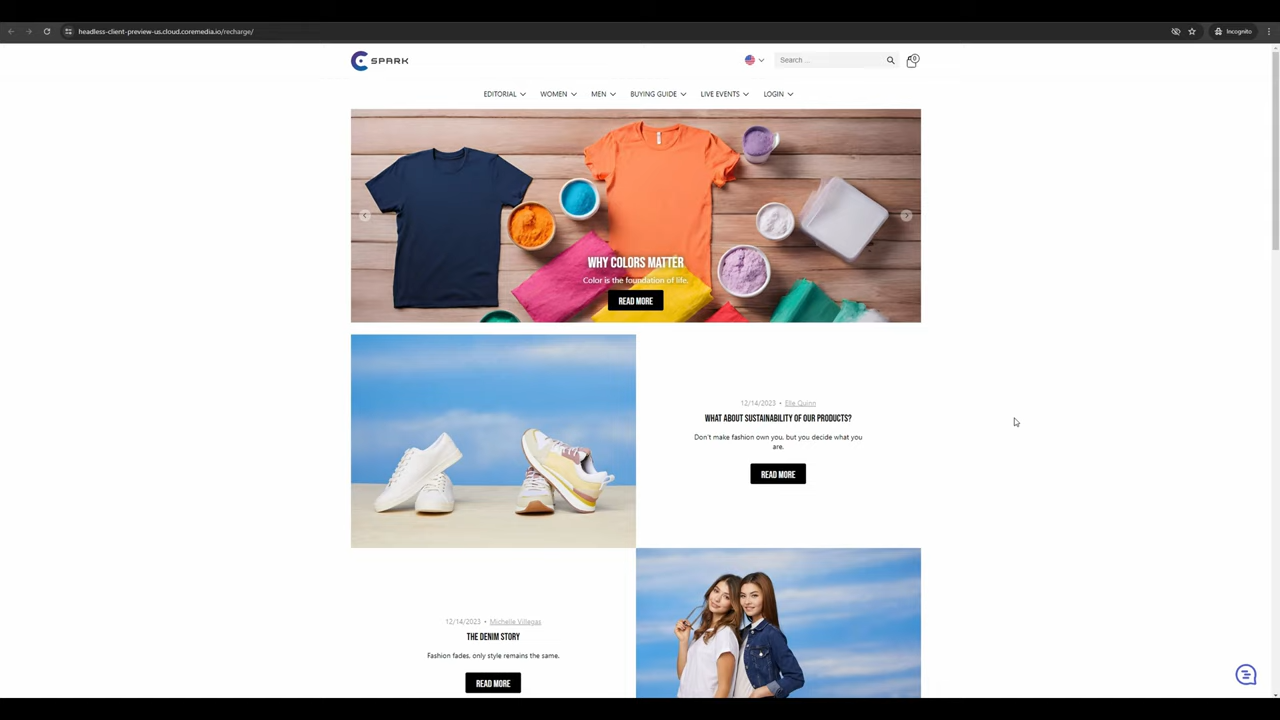 headless-client-preview-us.cloud.coremedia.io/recharge/
Incognito
SPARK
Search ...
0
EDITORIAL
WOMEN
MEN
BUYING GUIDE
LIVE EVENTS
LOGIN
WHY COLORS MATTER
Color is the foundation of life.
READ MORE
12/14/2023 • Elle Quinn
WHAT ABOUT SUSTAINABILITY OF OUR PRODUCTS?
Don't make fashion own you, but you decide what you
are.
READ MORE
12/14/2023 • Michelle Villegas
THE DENIM STORY
Fashion fades, only style remains the same.
READ MORE